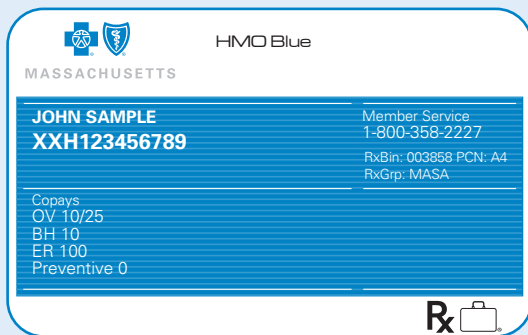 HMO Blue
MASSACHUSETTS
JOHN SAMPLE
XXH123456789
Member Service
1-800-358-2227
RxBin: 003858 PCN: A4
RxGrp: MASA
Copays
OV 10/25
BH 10
ER 100
Preventive 0
Rx